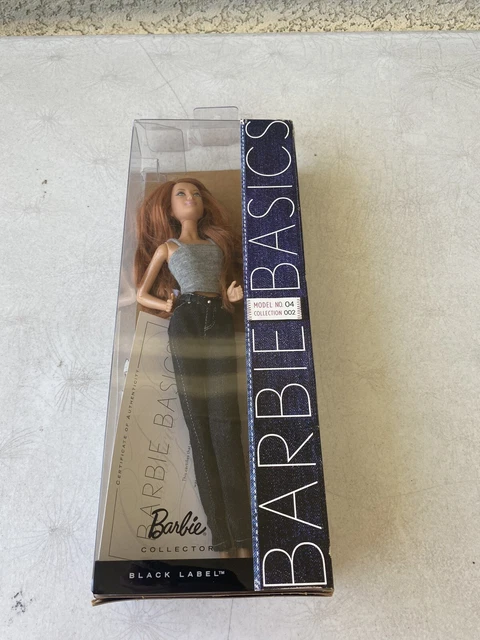 BARBIE BASICS
MODEL NO. 04
COLLECTION 002
CERTIFICATE OF AUTHENTICITY
BARBIE BASICS
Barbie
COLLECTOR
BLACK LABEL™